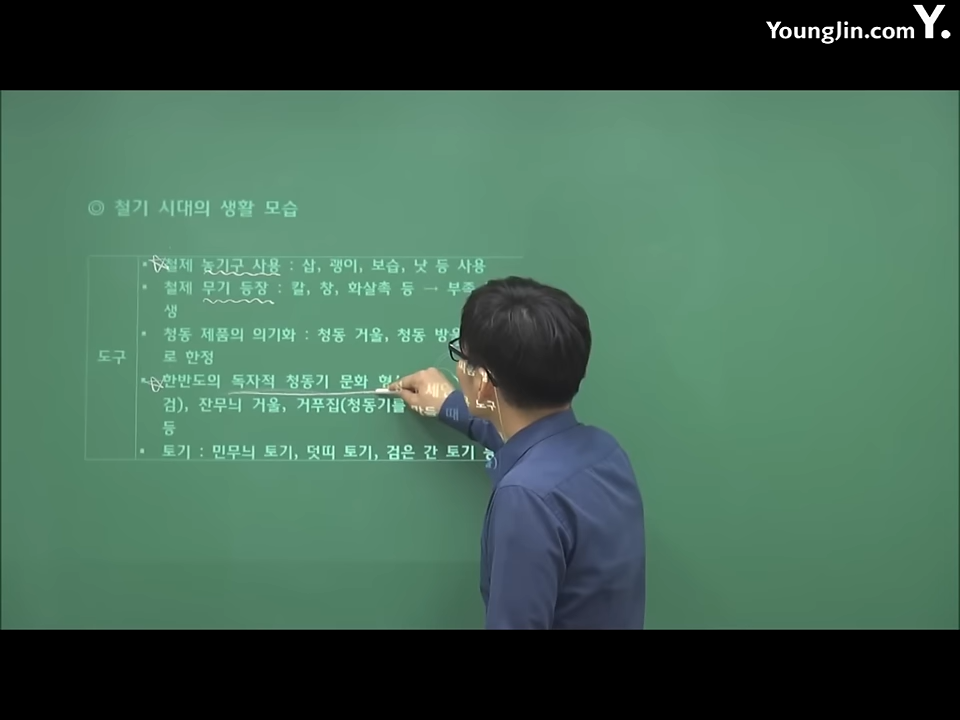 YoungJin.com Y.
◎ 철기 시대의 생활 모습
도구
▪ 철제 농기구 사용 : 삽, 괭이, 보습, 낫 등 사용
▪ 철제 무기 등장 : 칼, 창, 화살촉 등 → 부족
생
▪ 청동 제품의 의기화 : 청동 거울, 청동
로 한정
▪ 한반도의 독자적 청동기 문화
검), 잔무늬 거울, 거푸집(청동기를 때
등
▪ 토기 : 민무늬 토기, 덧띠 토기, 검은 간 토기